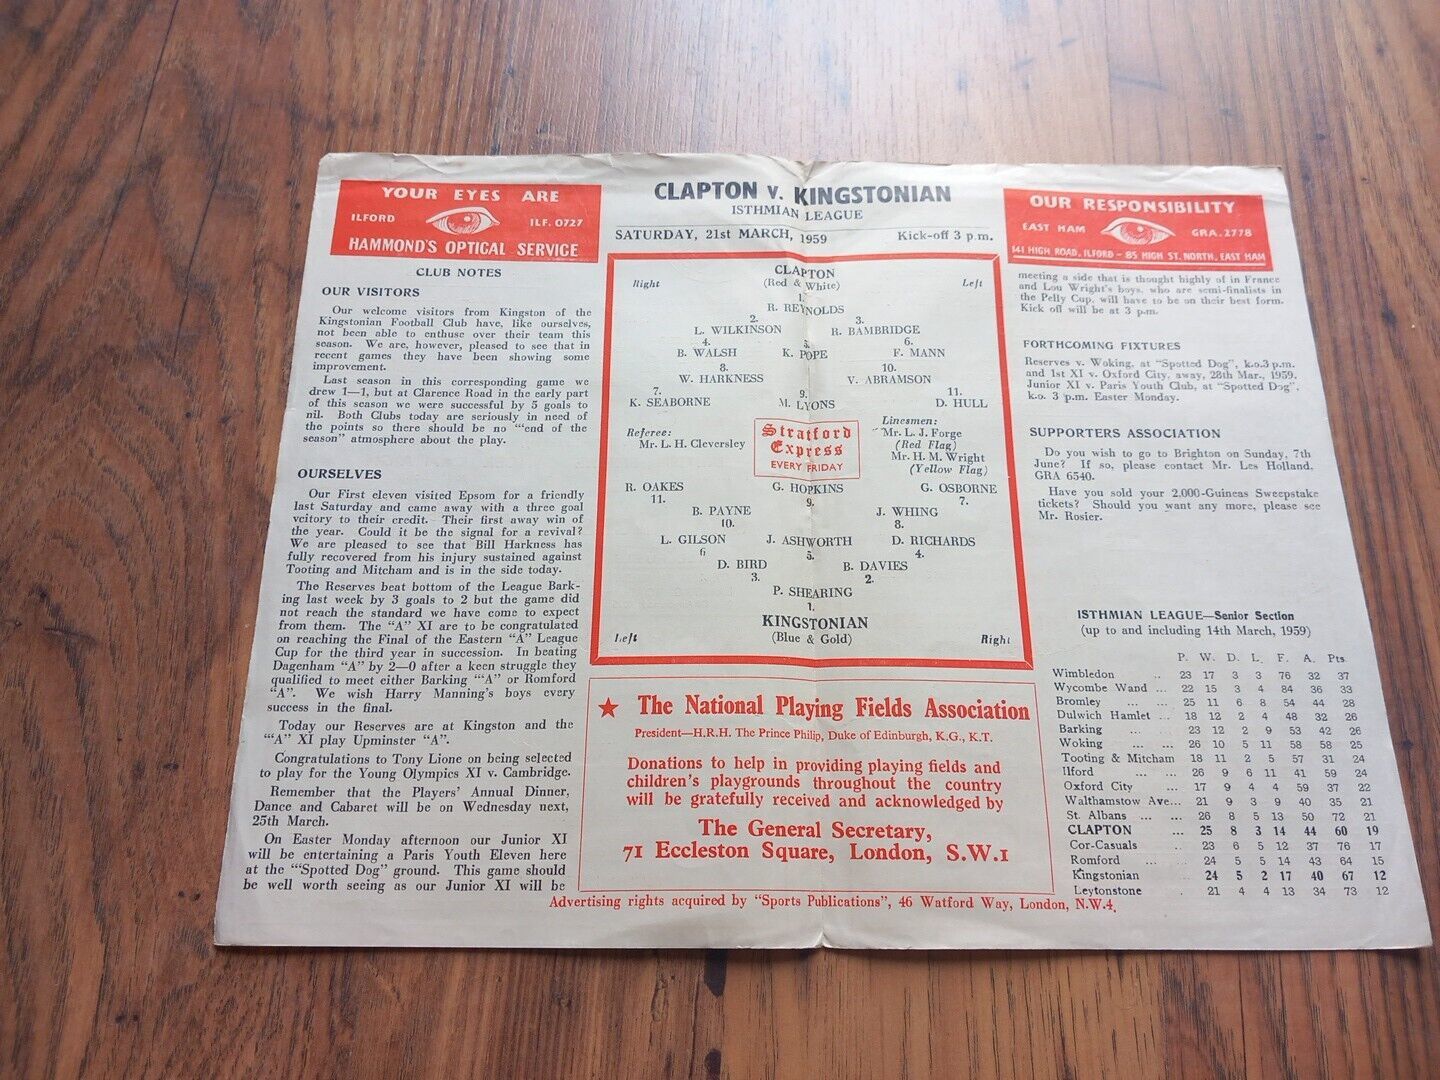 YOUR EYES ARE
ILFORD
ILF. 0727
HAMMOND'S OPTICAL SERVICE
CLUB NOTES
OUR VISITORS
Our welcome visitors from Kingston of the
Kingstonian Football Club have, like ourselves,
not been able to enthuse over their team this
season. We are, however, pleased to see that in
recent games they have been showing some
improvement.
Last season in this corresponding game we
drew 1—1, but at Clarence Road in the early part
of this season we were successful by 5 goals to
nil. Both Clubs today are seriously in need of
the points so there should be no '"end of the
season" atmosphere about the play.
OURSELVES
Our First eleven visited Epsom for a friendly
last Saturday and came away with a three goal
vcitory to their credit. Their first away win of
the year. Could it be the signal for a revival?
We are pleased to see that Bill Harkness has
fully recovered from his injury sustained against
Tooting and Mitcham and is in the side today.
The Reserves beat bottom of the League Bark-
ing last week by 3 goals to 2 but the game did
not reach the standard we have come to expect
from them. The "A" XI are to be congratulated
on reaching the Final of the Eastern "A" League
Cup for the third year in succession. In beating
Dagenham "A" by 2—0 after a keen struggle they
qualified to meet either Barking '"A" or Romford
"A". We wish Harry Manning's boys every
success in the final.
Today our Reserves are at Kingston and the
'"A" XI play Upminster "A".
Congratulations to Tony Lione on being selected
to play for the Young Olympics XI v. Cambridge.
Remember that the Players' Annual Dinner,
Dance and Cabaret will be on Wednesday next,
25th March.
On Easter Monday afternoon our Junior XI
will be entertaining a Paris Youth Eleven here
at the '"Spotted Dog" ground. This game should
be well worth seeing as our Junior XI will be
CLAPTON v. KINGSTONIAN
ISTHMIAN LEAGUE
SATURDAY, 21st MARCH, 1959 Kick-off 3 p.m.
CLAPTON
Right (Red & White) Left
1.
R. REYNOLDS
2. 3.
L. WILKINSON R. BAMBRIDGE
4. 5. 6.
B. WALSH K. POPE F. MANN
8. 10.
W. HARKNESS V. ABRAMSON
7. 9. 11.
K. SEABORNE M. LYONS D. HULL
Referee:
Mr. L. H. Cleversley
Stratford
Express
EVERY FRIDAY
Linesmen:
Mr. L. J. Forge
(Red Flag)
Mr. H. M. Wright
(Yellow Flag)
R. OAKES G. HOPKINS G. OSBORNE
11. 9. 7.
B. PAYNE J. WHING
10. 8.
L. GILSON J. ASHWORTH D. RICHARDS
6 5. 4.
D. BIRD B. DAVIES
3. 2.
P. SHEARING
1.
KINGSTONIAN
Left (Blue & Gold) Right
The National Playing Fields Association
President—H.R.H. The Prince Philip, Duke of Edinburgh, K.G., K.T.
Donations to help in providing playing fields and
children's playgrounds throughout the country
will be gratefully received and acknowledged by
The General Secretary,
71 Eccleston Square, London, S.W.1
Advertising rights acquired by "Sports Publications", 46 Watford Way, London, N.W.4.
OUR RESPONSIBILITY
EAST HAM
GRA. 2778
141 HIGH ROAD, ILFORD - 85 HIGH ST. NORTH, EAST HAM
meeting a side that is thought highly of in France
and Lou Wright's boys, who are semi-finalists in
the Pelly Cup, will have to be on their best form.
Kick off will be at 3 p.m.
FORTHCOMING FIXTURES
Reserves v. Woking, at "Spotted Dog", k.o.3 p.m.
and 1st XI v. Oxford City, away, 28th Mar., 1959.
Junior XI v. Paris Youth Club, at "Spotted Dog",
k.o. 3 p.m. Easter Monday.
SUPPORTERS ASSOCIATION
Do you wish to go to Brighton on Sunday, 7th
June? If so, please contact Mr. Les Holland,
GRA 6540.
Have you sold your 2,000-Guineas Sweepstake
tickets? Should you want any more, please see
Mr. Rosier.
ISTHMIAN LEAGUE—Senior Section
(up to and including 14th March, 1959)
P. W. D. L. F. A. Pts.
Wimbledon .. 23 17 3 3 76 32 37
Wycombe Wand ... 22 15 3 4 84 36 33
Bromley ... ... 25 11 6 8 54 44 28
Dulwich Hamlet ... 18 12 2 4 48 32 26
Barking ... ... 23 12 2 9 53 42 26
Woking ... ... 26 10 5 11 58 58 25
Tooting & Mitcham 18 11 2 5 57 31 24
Ilford ... ... 26 9 6 11 41 59 24
Oxford City ... 17 9 4 4 59 37 22
Walthamstow Ave... 21 9 3 9 40 35 21
St. Albans ... ... 26 8 5 13 50 72 21
CLAPTON ... 25 8 3 14 44 60 19
Cor-Casuals ... 23 6 5 12 37 76 17
Romford ... ... 24 5 5 14 43 64 15
Kingstonian ... 24 5 2 17 40 67 12
Leytonstone . 21 4 4 13 34 73 12